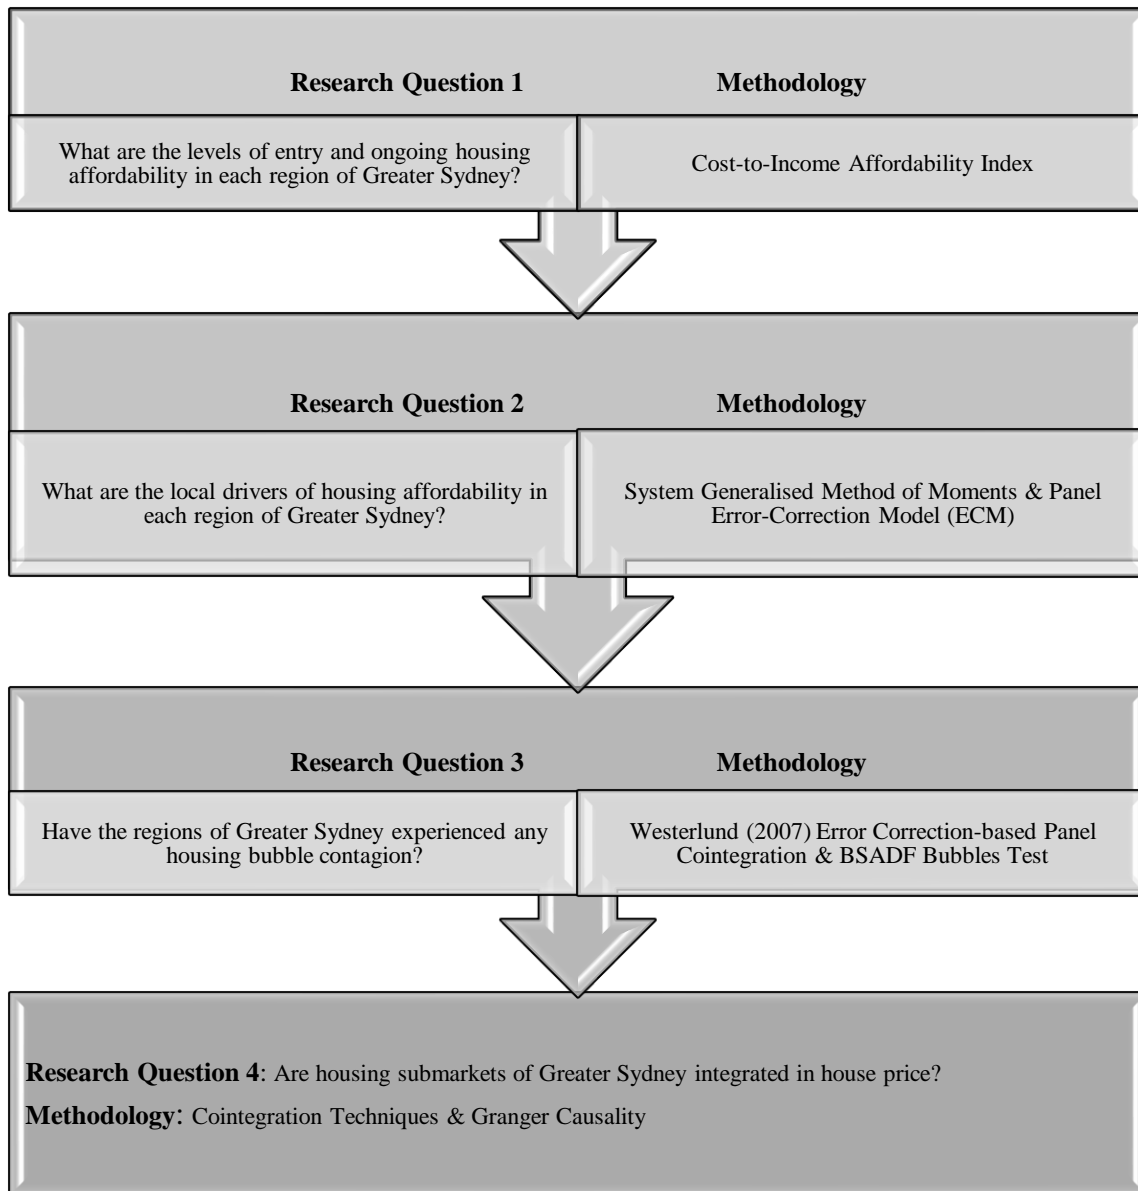 Research Question 1 Methodology
What are the levels of entry and ongoing housing
affordability in each region of Greater Sydney?
Cost-to-Income Affordability Index
Research Question 2 Methodology
What are the local drivers of housing affordability in
each region of Greater Sydney?
System Generalised Method of Moments & Panel
Error-Correction Model (ECM)
Research Question 3 Methodology
Have the regions of Greater Sydney experienced any
housing bubble contagion?
Westerlund (2007) Error Correction-based Panel
Cointegration & BSADF Bubbles Test
Research Question 4: Are housing submarkets of Greater Sydney integrated in house price?
Methodology: Cointegration Techniques & Granger Causality